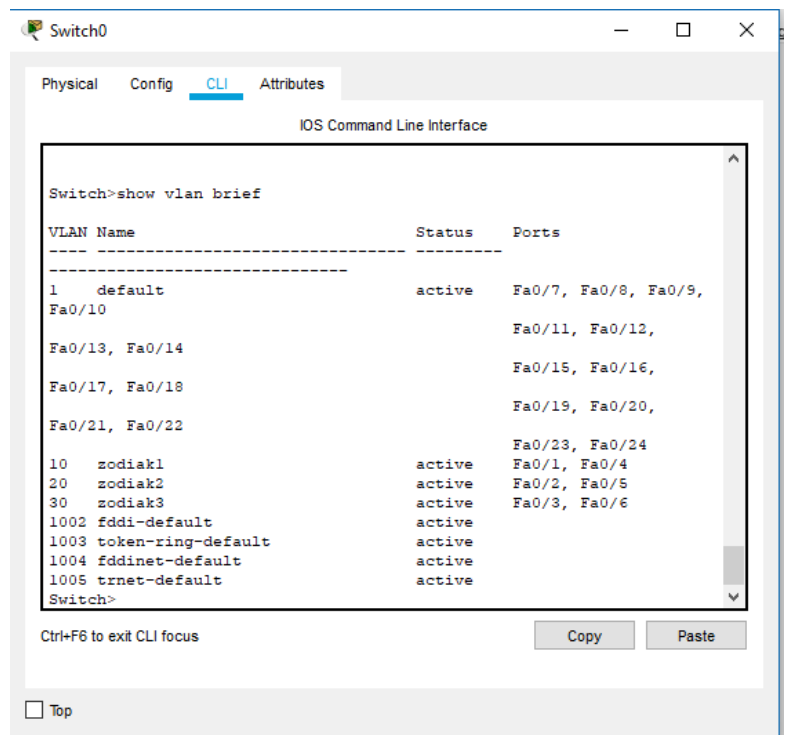 Switch0
Physical Config CLI Attributes
IOS Command Line Interface
Switch>show vlan brief
VLAN Name                             Status    Ports
---- -------------------------------- ---------
-------------------------------
1    default                          active    Fa0/7, Fa0/8, Fa0/9,
Fa0/10
                                                Fa0/11, Fa0/12,
Fa0/13, Fa0/14
                                                Fa0/15, Fa0/16,
Fa0/17, Fa0/18
                                                Fa0/19, Fa0/20,
Fa0/21, Fa0/22
                                                Fa0/23, Fa0/24
10   zodiak1                          active    Fa0/1, Fa0/4
20   zodiak2                          active    Fa0/2, Fa0/5
30   zodiak3                          active    Fa0/3, Fa0/6
1002 fddi-default                     active
1003 token-ring-default               active
1004 fddinet-default                  active
1005 trnet-default                    active
Switch>
Ctrl+F6 to exit CLI focus Copy Paste
Top